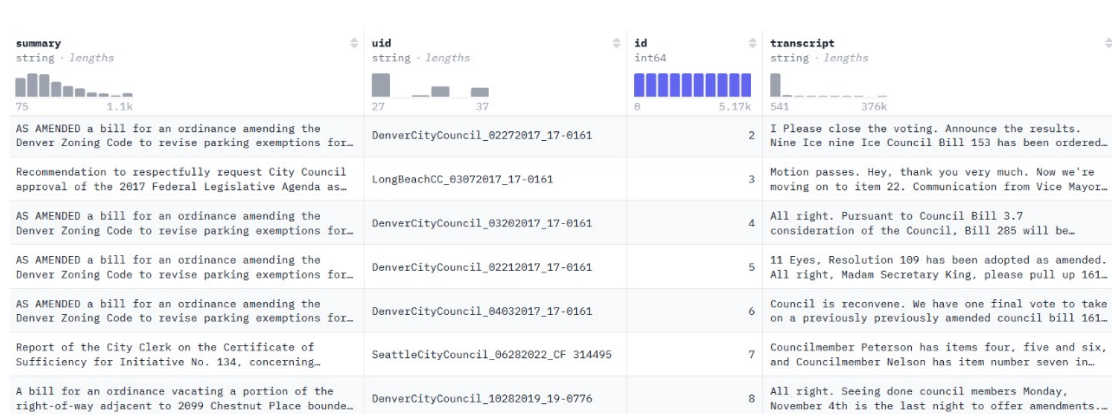 summary uid id transcript
string · lengths string · lengths int64 string · lengths
75 1.1k 27 37 0 5.17k 541 376k
AS AMENDED a bill for an ordinance amending the
Denver Zoning Code to revise parking exemptions for…
DenverCityCouncil_02272017_17-0161
2
I Please close the voting. Announce the results.
Nine Ice nine Ice Council Bill 153 has been ordered…
Recommendation to respectfully request City Council
approval of the 2017 Federal Legislative Agenda as…
LongBeachCC_03072017_17-0161
3
Motion passes. Hey, thank you very much. Now we're
moving on to item 22. Communication from Vice Mayor…
AS AMENDED a bill for an ordinance amending the
Denver Zoning Code to revise parking exemptions for…
DenverCityCouncil_03202017_17-0161
4
All right. Pursuant to Council Bill 3.7
consideration of the Council, Bill 285 will be…
AS AMENDED a bill for an ordinance amending the
Denver Zoning Code to revise parking exemptions for…
DenverCityCouncil_02212017_17-0161
5
11 Eyes, Resolution 109 has been adopted as amended.
All right, Madam Secretary King, please pull up 161…
AS AMENDED a bill for an ordinance amending the
Denver Zoning Code to revise parking exemptions for…
DenverCityCouncil_04032017_17-0161
6
Council is reconvene. We have one final vote to take
on a previously previously amended council bill 161…
Report of the City Clerk on the Certificate of
Sufficiency for Initiative No. 134, concerning…
SeattleCityCouncil_06282022_CF 314495
7
Councilmember Peterson has items four, five and six,
and Councilmember Nelson has item number seven in…
A bill for an ordinance vacating a portion of the
right-of-way adjacent to 2099 Chestnut Place bounde…
DenverCityCouncil_10282019_19-0776
8
All right. Seeing done council members Monday,
November 4th is the last night to offer amendments.…